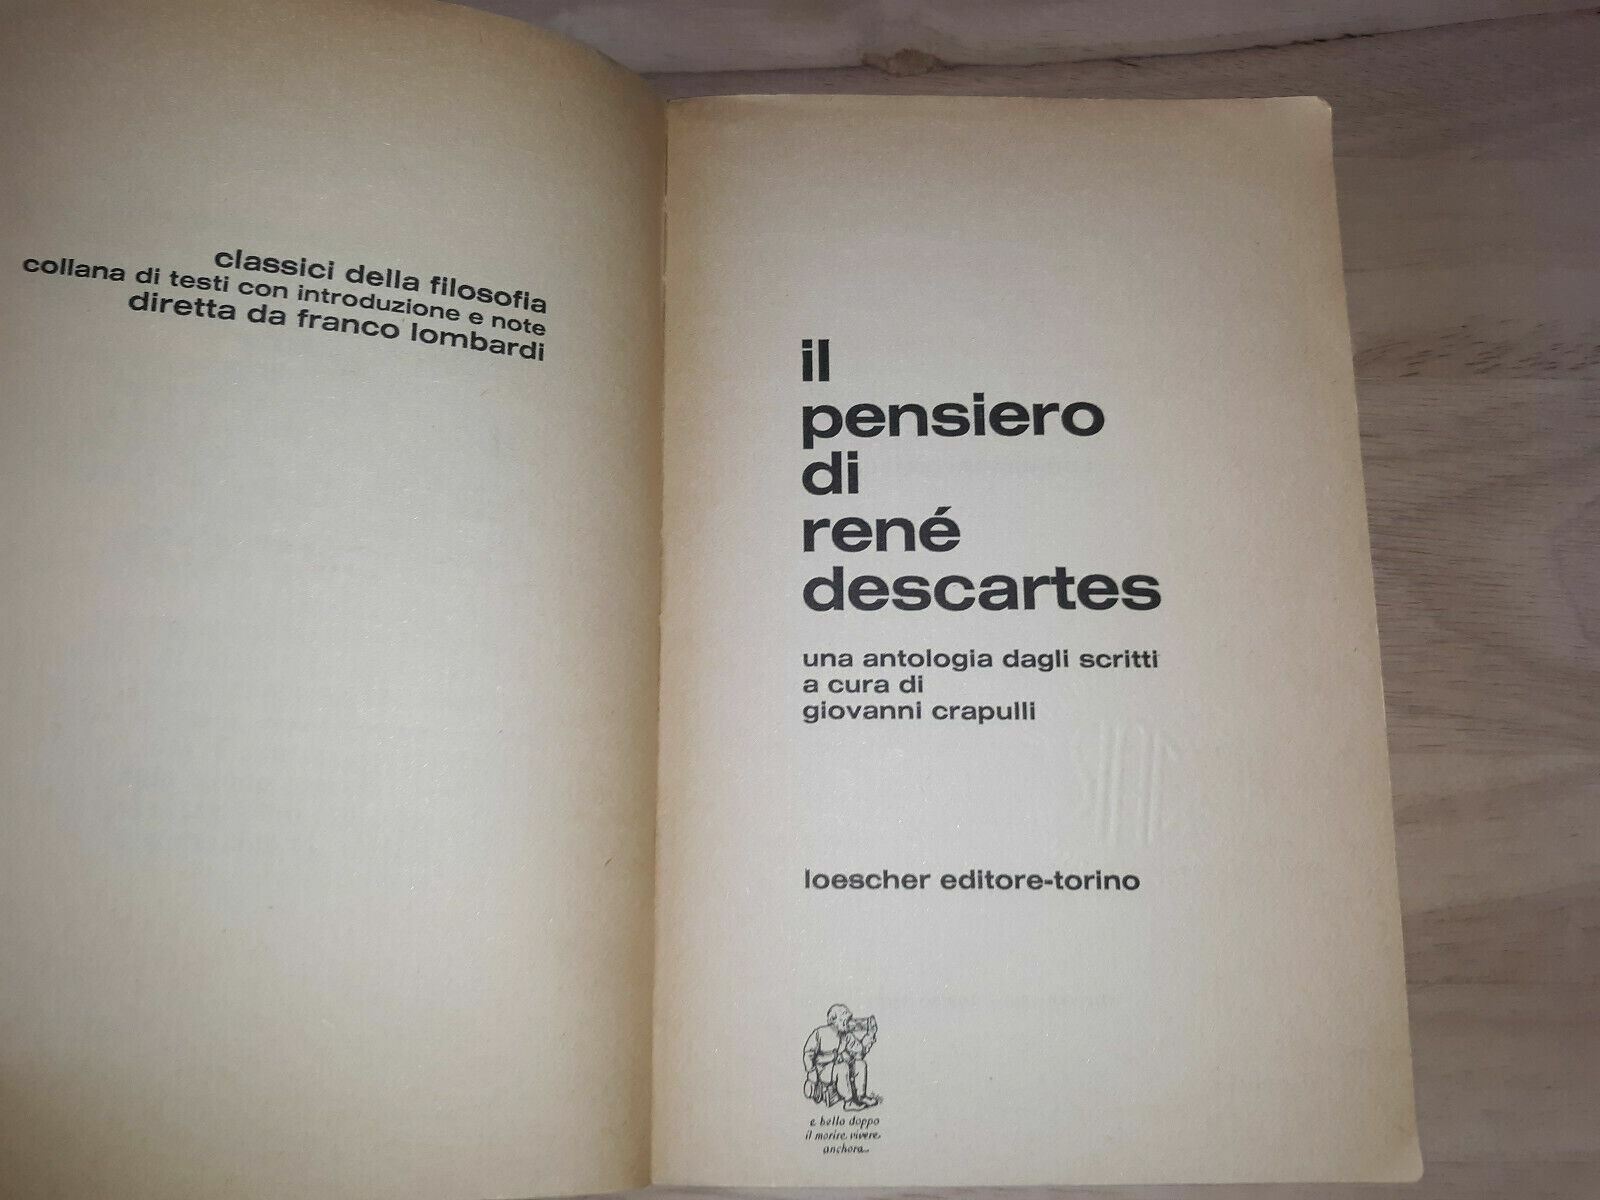 classici della filosofia
collana di testi con introduzione e note
diretta da franco lombardi
il
pensiero
di
rené
descartes
una antologia dagli scritti
a cura di
giovanni crapulli
loescher editore-torino
e bello doppo
il morire vivere
anchora